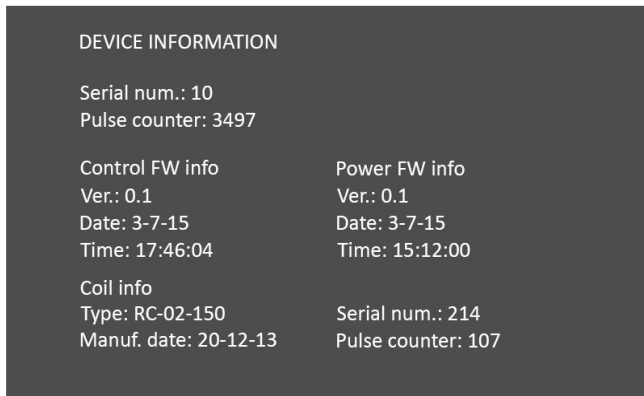 DEVICE INFORMATION
Serial num.: 10
Pulse counter: 3497
Control FW info
Ver.: 0.1
Date: 3-7-15
Time: 17:46:04
Power FW info
Ver.: 0.1
Date: 3-7-15
Time: 15:12:00
Coil info
Type: RC-02-150
Manuf. date: 20-12-13
Serial num.: 214
Pulse counter: 107